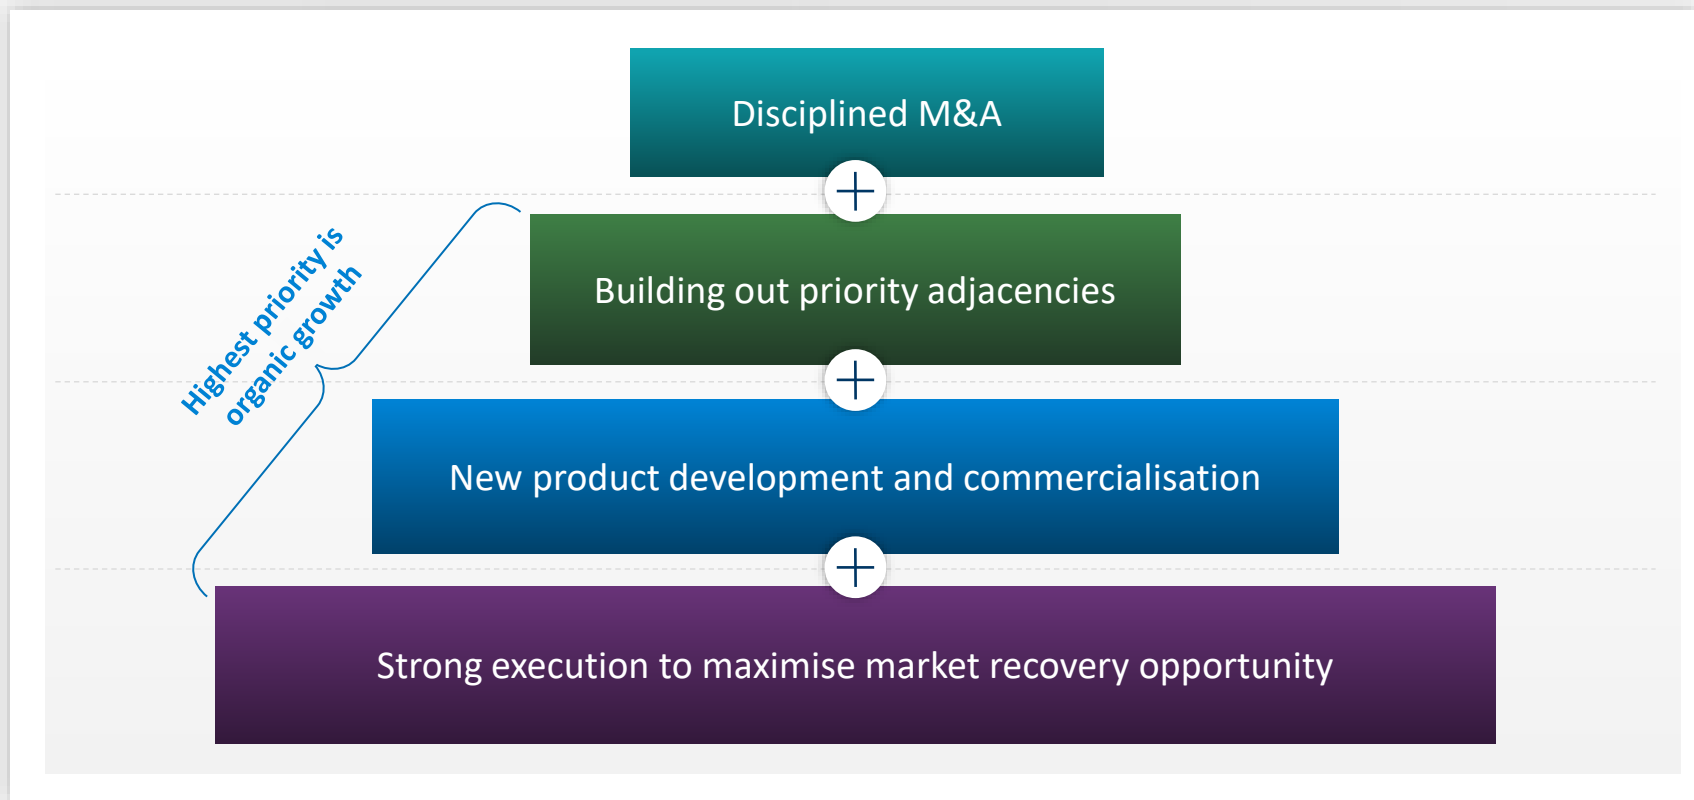 Disciplined M&A
Highest priority is
organic growth
Building out priority adjacencies
New product development and commercialisation
Strong execution to maximise market recovery opportunity